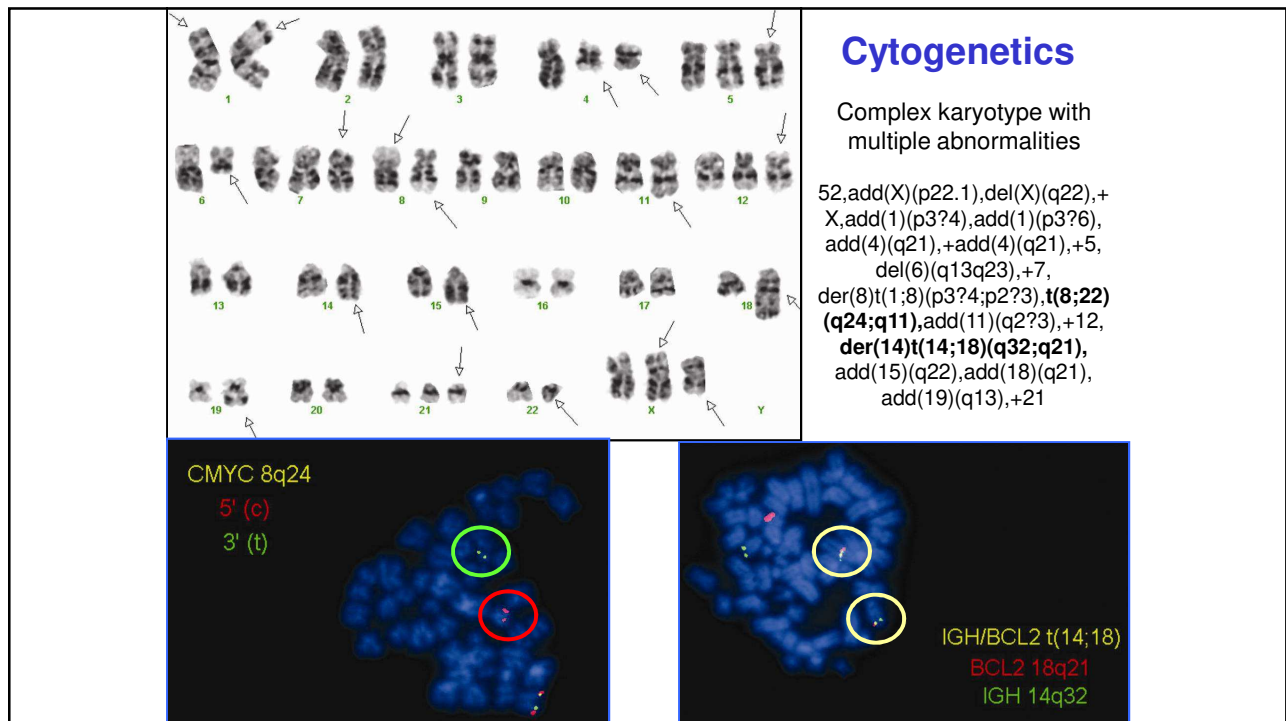 1 2 3 4 5
6 7 8 9 10 11 12
13 14 15 16 17 18
19 20 21 22 X Y
Cytogenetics
Complex karyotype with
multiple abnormalities
52,add(X)(p22.1),del(X)(q22),+
X,add(1)(p3?4),add(1)(p3?6),
add(4)(q21),+add(4)(q21),+5,
del(6)(q13q23),+7,
der(8)t(1;8)(p3?4;p2?3),t(8;22)
(q24;q11),add(11)(q2?3),+12,
der(14)t(14;18)(q32;q21),
add(15)(q22),add(18)(q21),
add(19)(q13),+21
CMYC 8q24
5' (c)
3' (t)
IGH/BCL2 t(14;18)
BCL2 18q21
IGH 14q32